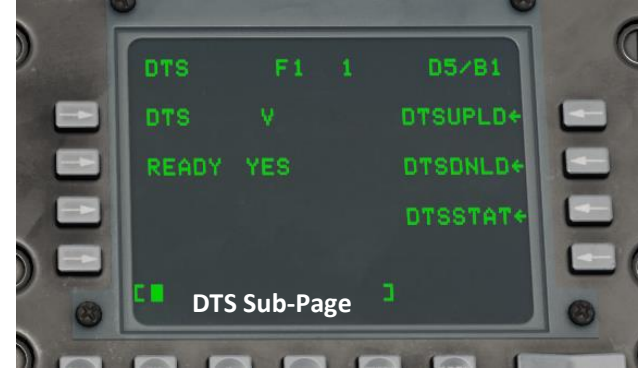 DTS F1 1 D5/B1
DTS V DTSUPLD←
READY YES DTSDNLD←
DTSSTAT←
[ ]
DTS Sub-Page